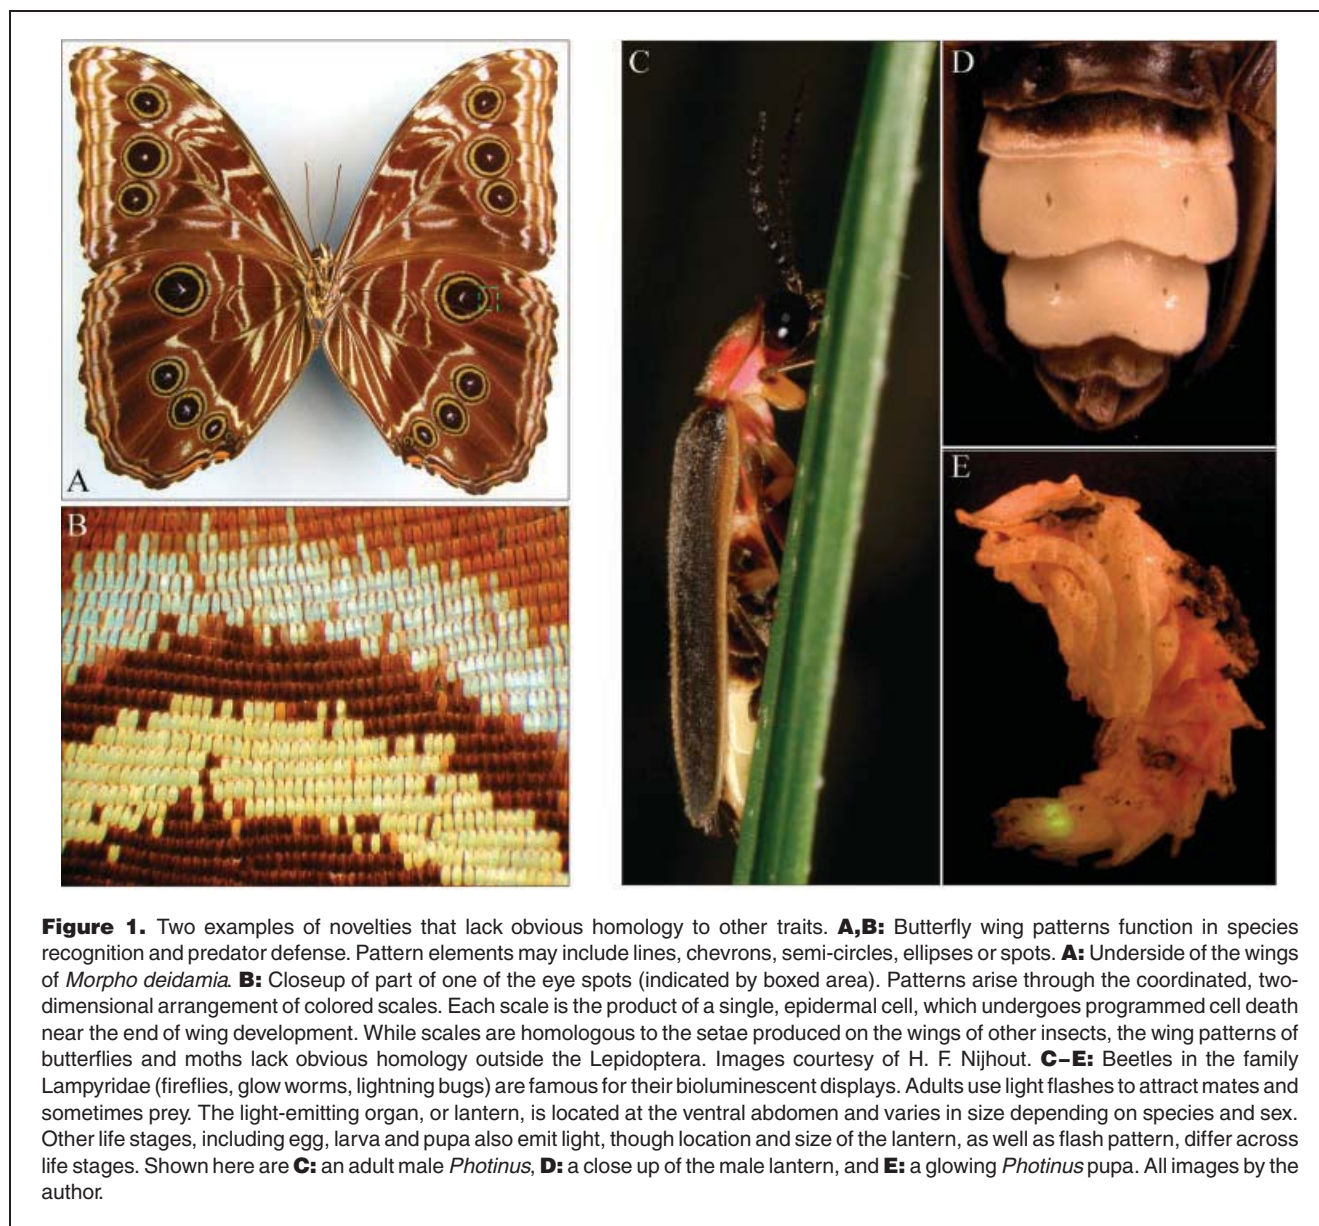 A
B
C
D
E
Figure 1. Two examples of novelties that lack obvious homology to other traits. A,B: Butterfly wing patterns function in species
recognition and predator defense. Pattern elements may include lines, chevrons, semi-circles, ellipses or spots. A: Underside of the wings
of Morpho deidamia. B: Closeup of part of one of the eye spots (indicated by boxed area). Patterns arise through the coordinated, two-
dimensional arrangement of colored scales. Each scale is the product of a single, epidermal cell, which undergoes programmed cell death
near the end of wing development. While scales are homologous to the setae produced on the wings of other insects, the wing patterns of
butterflies and moths lack obvious homology outside the Lepidoptera. Images courtesy of H. F. Nijhout. C–E: Beetles in the family
Lampyridae (fireflies, glow worms, lightning bugs) are famous for their bioluminescent displays. Adults use light flashes to attract mates and
sometimes prey. The light-emitting organ, or lantern, is located at the ventral abdomen and varies in size depending on species and sex.
Other life stages, including egg, larva and pupa also emit light, though location and size of the lantern, as well as flash pattern, differ across
life stages. Shown here are C: an adult male Photinus, D: a close up of the male lantern, and E: a glowing Photinus pupa. All images by the
author.